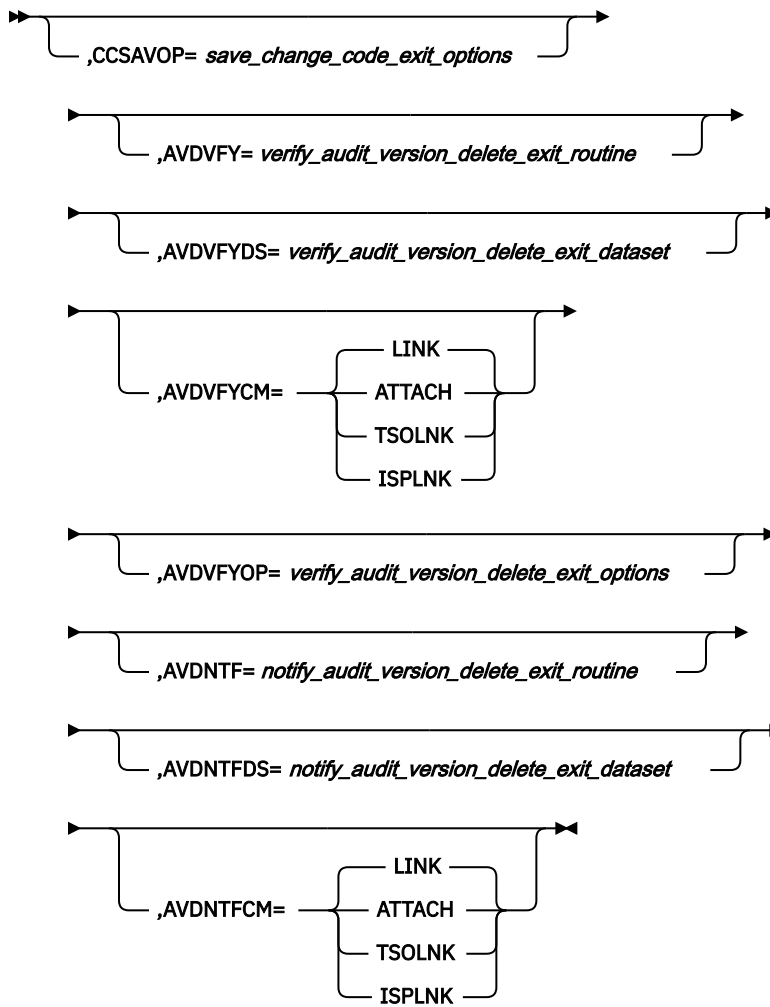 ,CCSAVOP= save_change_code_exit_options
,AVDVFY= verify_audit_version_delete_exit_routine
,AVDVFYDS= verify_audit_version_delete_exit_dataset
LINK
,AVDVFYCM= ATTACH
TSOLNK
ISPLNK
,AVDVFYOP= verify_audit_version_delete_exit_options
,AVDNTF= notify_audit_version_delete_exit_routine
,AVDNTFDS= notify_audit_version_delete_exit_dataset
LINK
,AVDNTFCM= ATTACH
TSOLNK
ISPLNK